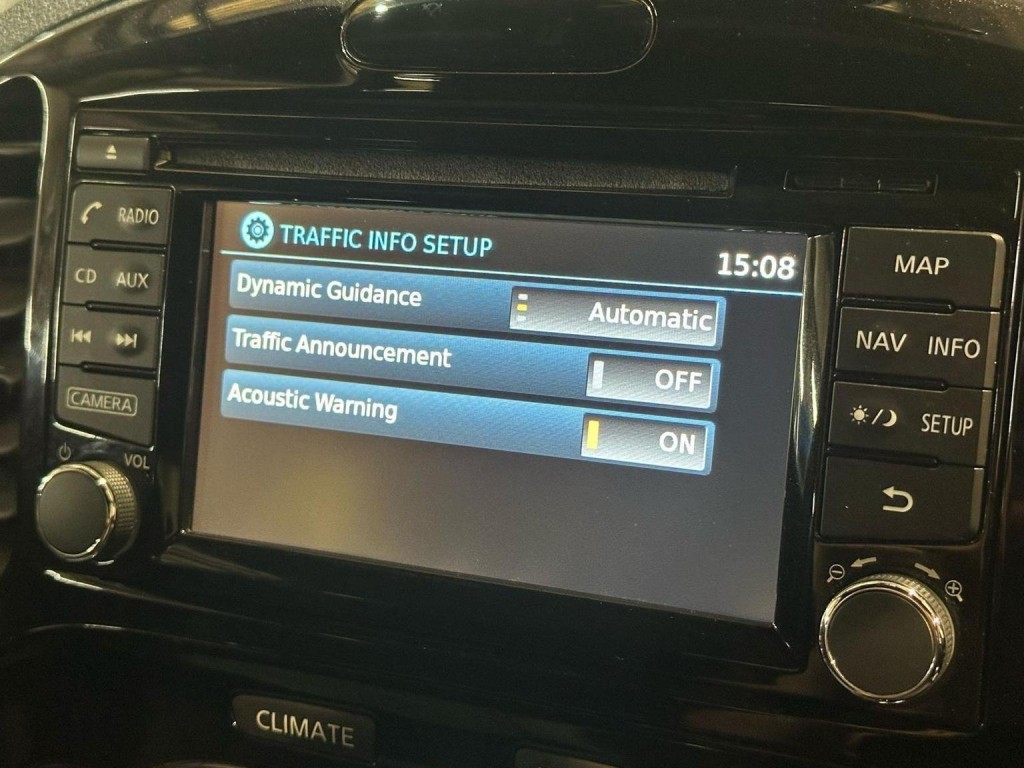 RADIO
CD AUX
CAMERA
VOL
TRAFFIC INFO SETUP
15:08
Dynamic Guidance Automatic
Traffic Announcement OFF
Acoustic Warning ON
MAP
NAV INFO
SETUP
CLIMATE